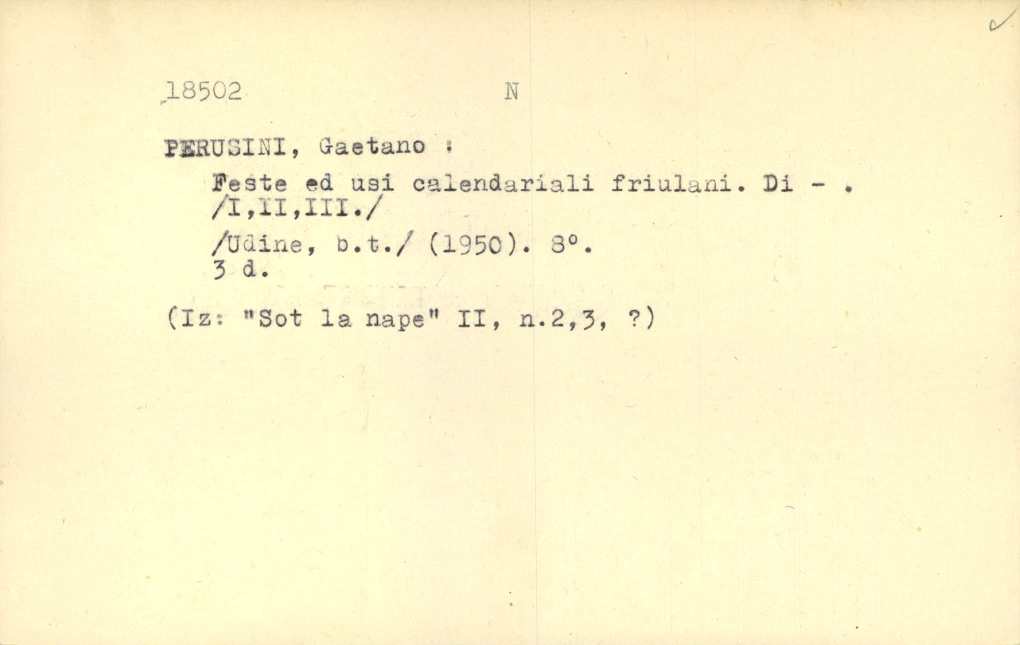 18502 N
PERUSINI, Gaetano :
Feste ed usi calendariali friulani. Di - .
/I,II,III./
/Udine, b.t./ (1950). 8°.
3 d.
(Iz: "Sot la nape" II, n.2,3, ?)